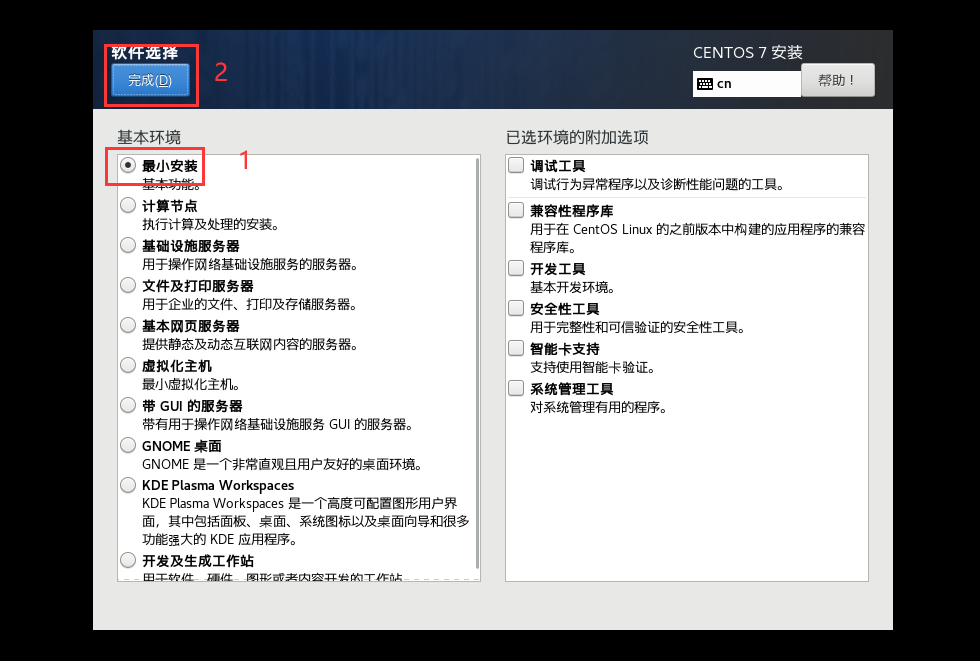 软件选择
完成(D)
2
CENTOS 7 安装
cn
帮助！
基本环境
1
最小安装
基本功能。
计算节点
执行计算及处理的安装。
基础设施服务器
用于操作网络基础设施服务的服务器。
文件及打印服务器
用于企业的文件、打印及存储服务器。
基本网页服务器
提供静态及动态互联网内容的服务器。
虚拟化主机
最小虚拟化主机。
带 GUI 的服务器
带有用于操作网络基础设施服务 GUI 的服务器。
GNOME 桌面
GNOME 是一个非常直观且用户友好的桌面环境。
KDE Plasma Workspaces
KDE Plasma Workspaces 是一个高度可配置图形用户界
面，其中包括面板、桌面、系统图标以及桌面向导和很多
功能强大的 KDE 应用程序。
开发及生成工作站
用于软件、硬件、图形或者内容开发的工作站。
已选环境的附加选项
调试工具
调试行为异常程序以及诊断性能问题的工具。
兼容性程序库
用于在 CentOS Linux 的之前版本中构建的应用程序的兼容
程序库。
开发工具
基本开发环境。
安全性工具
用于完整性和可信验证的安全性工具。
智能卡支持
支持使用智能卡验证。
系统管理工具
对系统管理有用的程序。